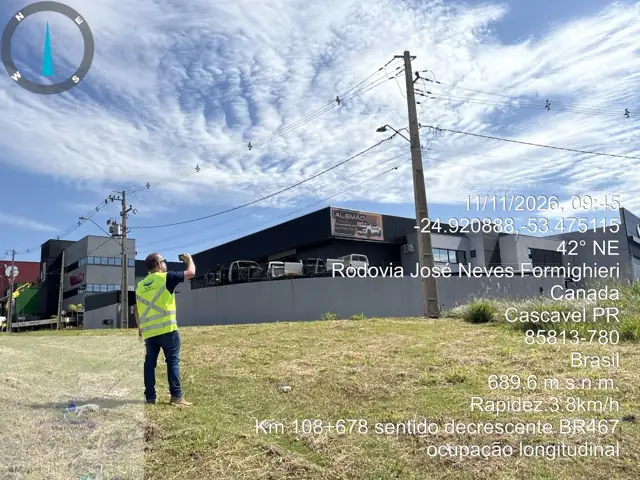 N
E
S
W
ALEMÃO
11/11/2026, 09:15
-24.920888,-53.475115
42° NE
Rodovia José Neves Formighieri
Canada
Cascavel PR
85813-780
Brasil
689.6 m.s.n.m.
Rapidez:3.8km/h
Km 108+678 sentido decrescente BR467
ocupação longitudinal